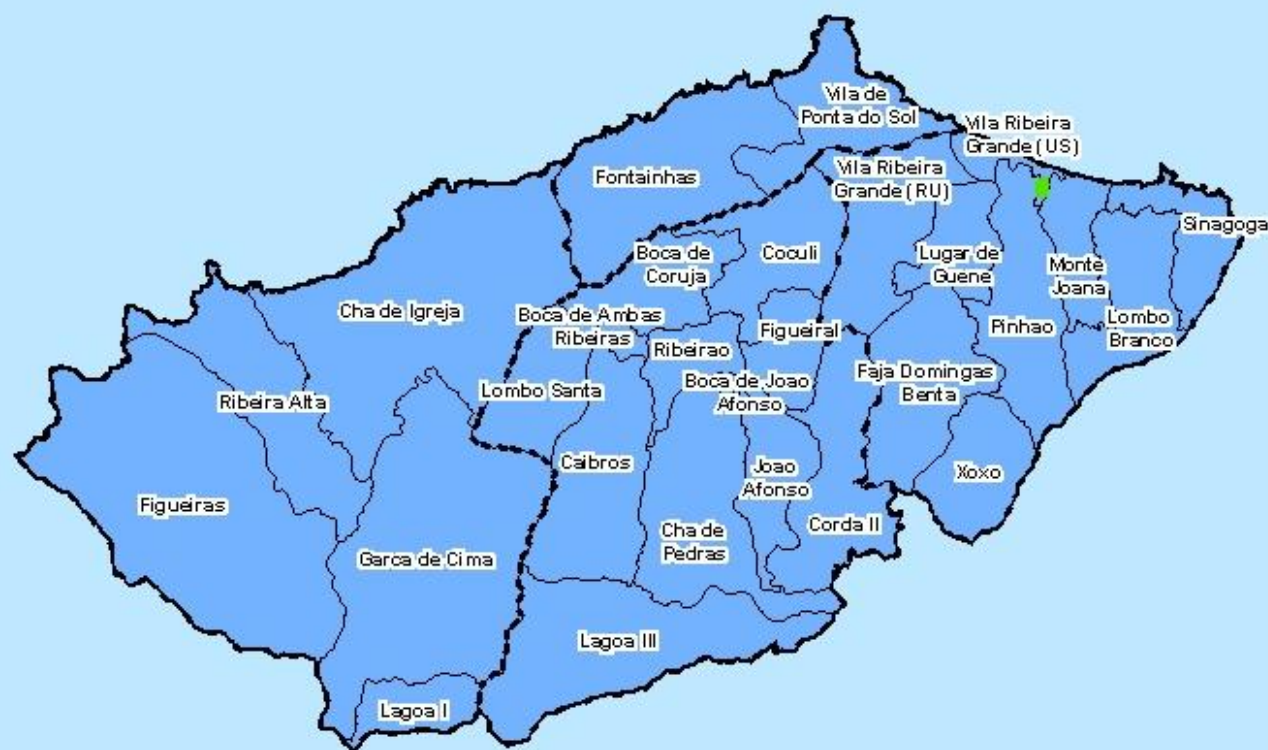 Vila de
Ponta do Sol
Vila Ribeira
Grande (US)
Fontainhas
Vila Ribeira
Grande (RU)
Sinagoga
Boca de
Coruja
Coculi
Lugar de
Guene
Monte
Joana
Cha de Igreja
Boca de Ambas
Ribeiras
Figueiral
Pinhao
Lombo
Branco
Ribeirao
Lombo Santa
Boca de Joao
Afonso
Faja Domingas
Benta
Ribeira Alta
Caibros
Joao
Afonso
Xoxo
Figueiras
Corda II
Cha de
Pedras
Garca de Cima
Lagoa III
Lagoa I